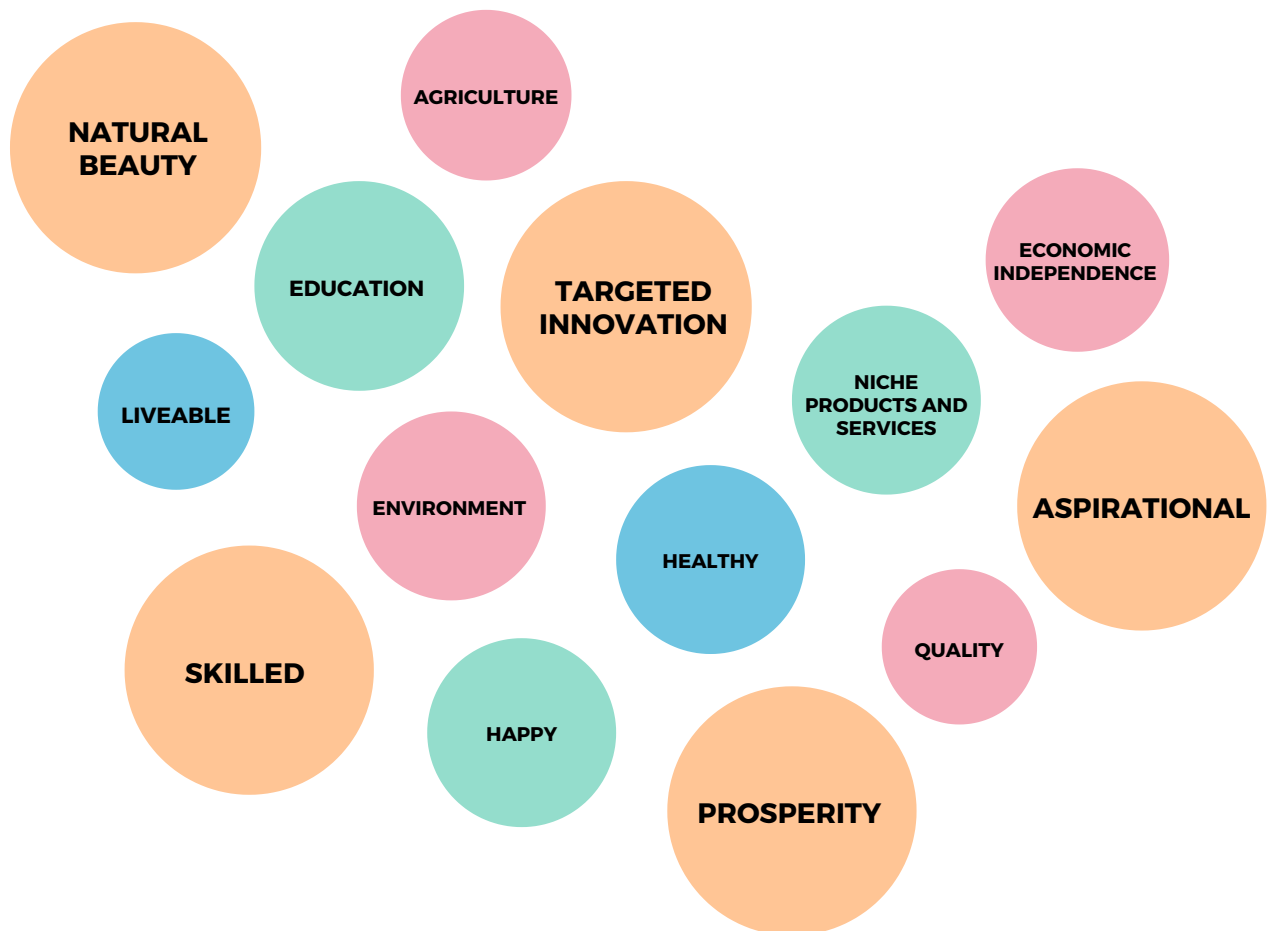 AGRICULTURE
NATURAL
BEAUTY
ECONOMIC
INDEPENDENCE
EDUCATION
TARGETED
INNOVATION
NICHE
PRODUCTS AND
SERVICES
LIVEABLE
ENVIRONMENT
ASPIRATIONAL
HEALTHY
QUALITY
SKILLED
HAPPY
PROSPERITY